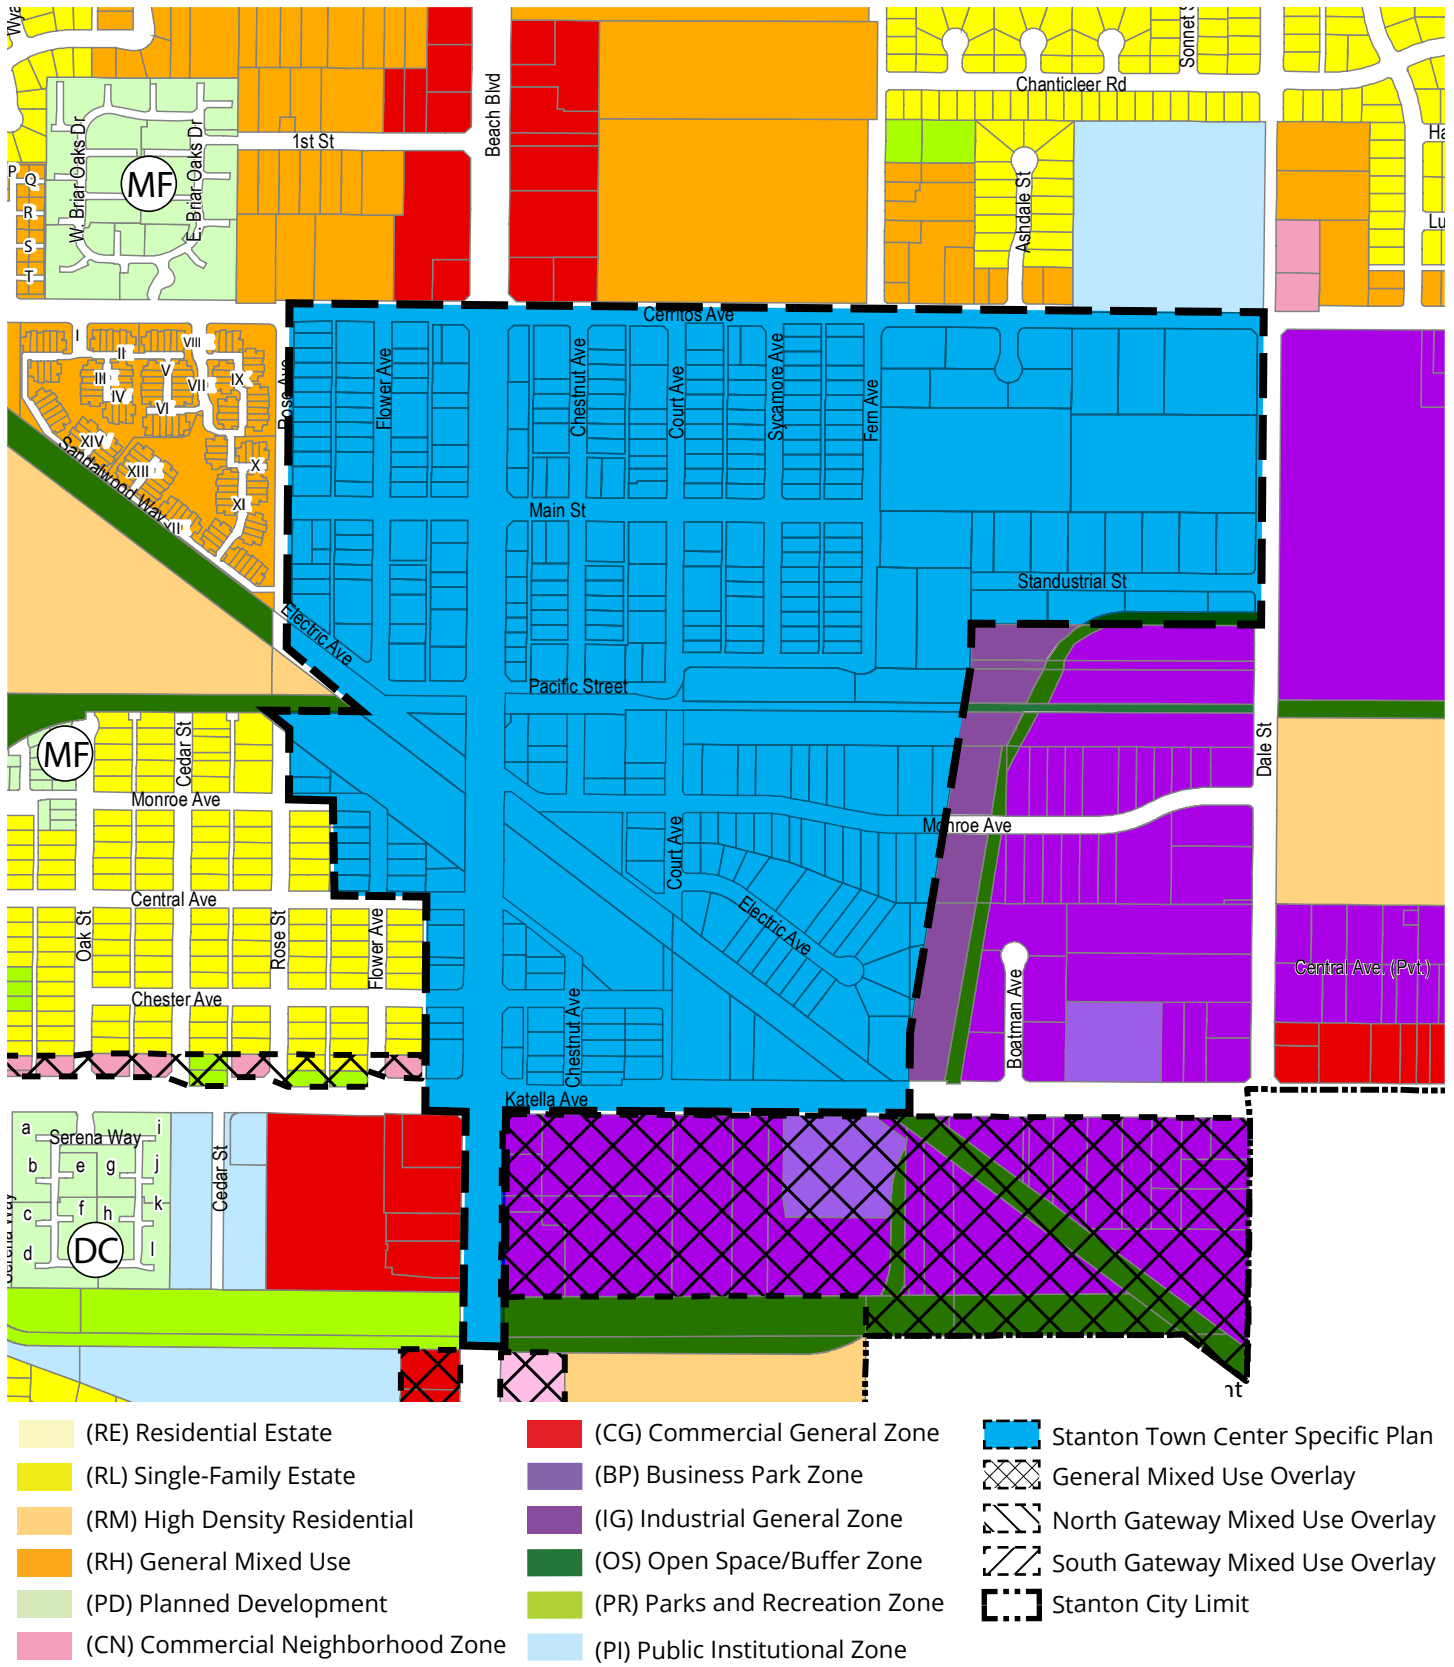 Wya
Sonnet S
Chanticleer Rd
Beach Blvd
1st St
W. Briar Oaks Dr
E. Briar Oaks Dr
MF
P
Q
R
S
T
Ashdale St
Ha
Lu
Cerritos Ave
I
II
III
IV
V
VI
VII
VIII
IX
X
XI
XII
XIII
XIV
Sandalwood Way
Rose Ave
Flower Ave
Chestnut Ave
Court Ave
Sycamore Ave
Fern Ave
Main St
Standustrial St
Electric Ave
Pacific Street
MF
Cedar St
Monroe Ave
Dale St
Monroe Ave
Court Ave
Central Ave
Oak St
Rose St
Flower Ave
Electric Ave
Central Ave. (Pvt.)
Chester Ave
Chestnut Ave
Boatman Ave
Katella Ave
Serena Way
a
b
c
d
e
f
g
h
i
j
k
l
DC
Serena Way
Cedar St
nt
(RE) Residential Estate
(RL) Single-Family Estate
(RM) High Density Residential
(RH) General Mixed Use
(PD) Planned Development
(CN) Commercial Neighborhood Zone
(CG) Commercial General Zone
(BP) Business Park Zone
(IG) Industrial General Zone
(OS) Open Space/Buffer Zone
(PR) Parks and Recreation Zone
(PI) Public Institutional Zone
Stanton Town Center Specific Plan
General Mixed Use Overlay
North Gateway Mixed Use Overlay
South Gateway Mixed Use Overlay
Stanton City Limit